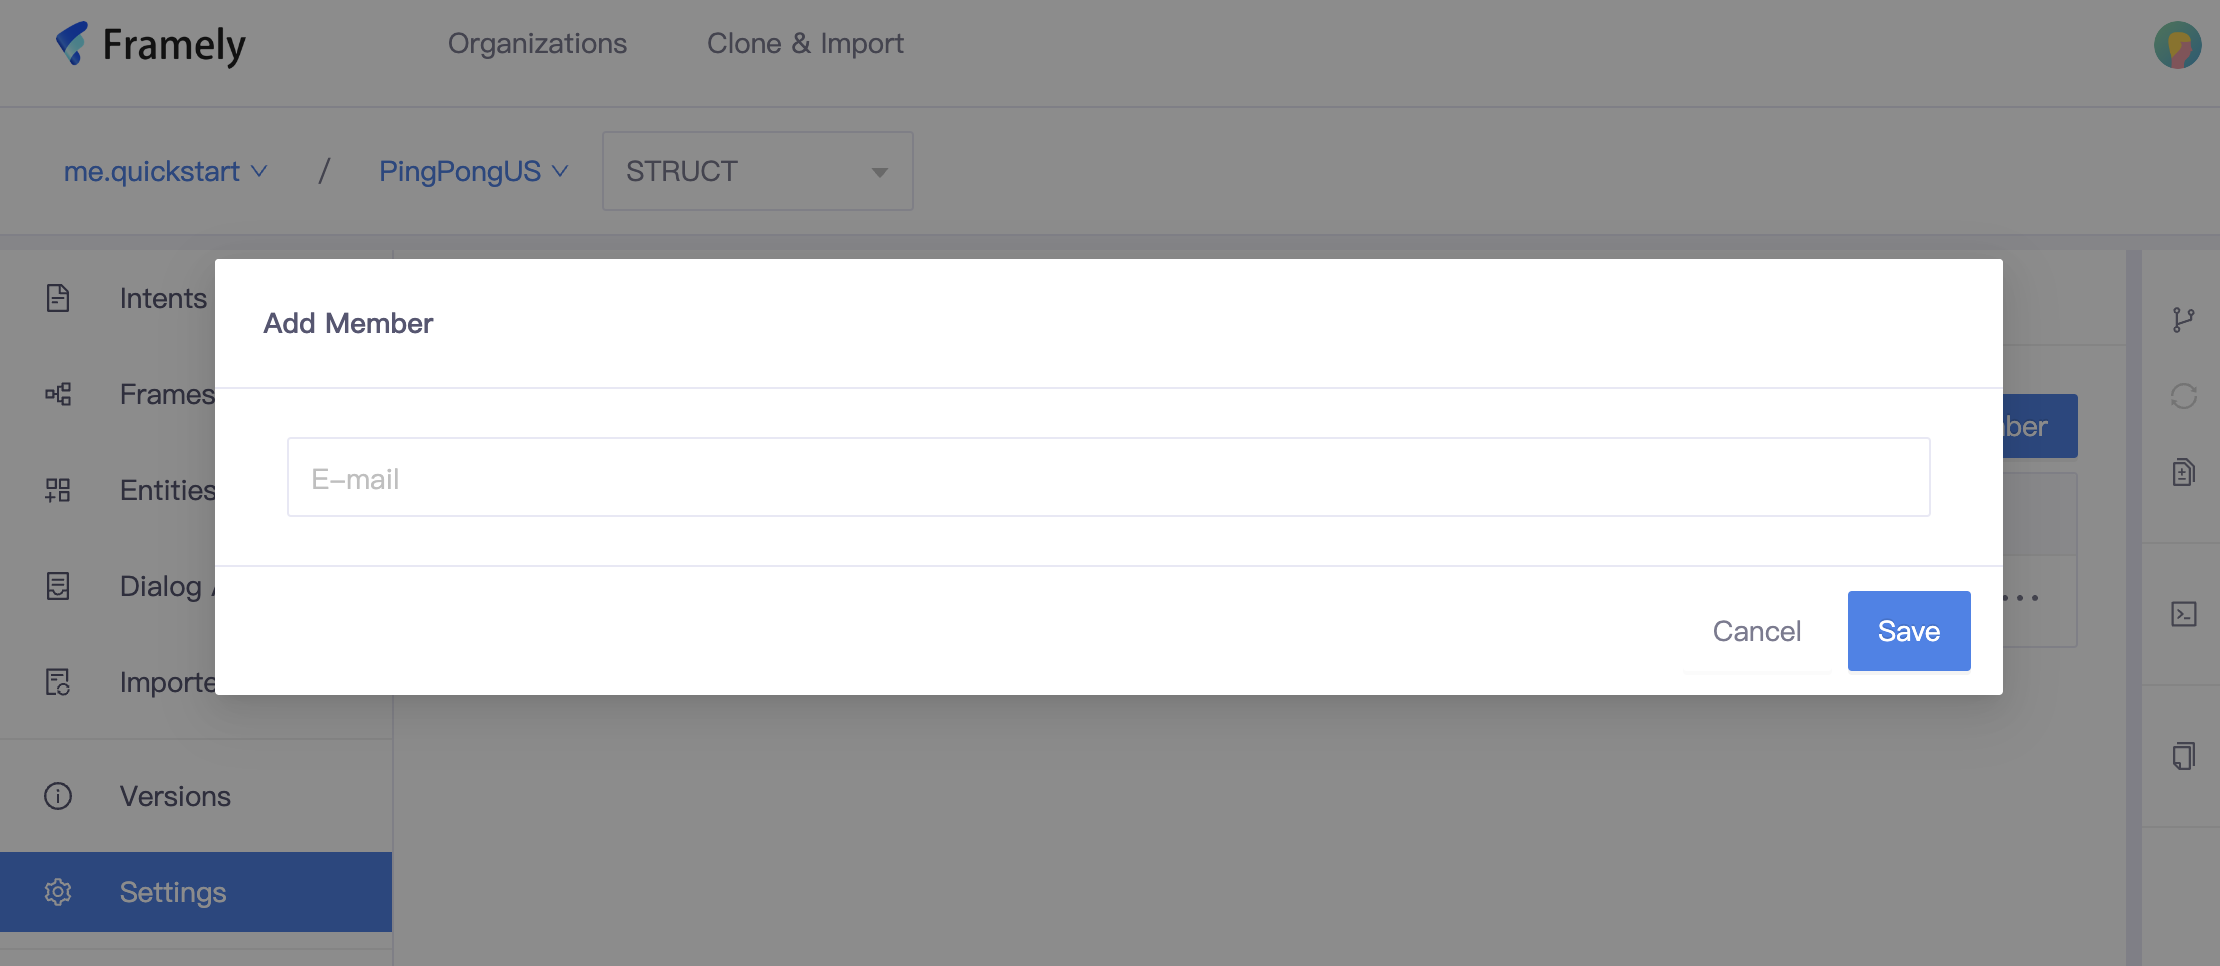 Framely
Organizations
Clone & Import
me.quickstart
/
PingPongUS
STRUCT
Intents
Frames
Entities
Dialog
Importe
Versions
Settings
Add Member
E-mail
Cancel
Save
ber